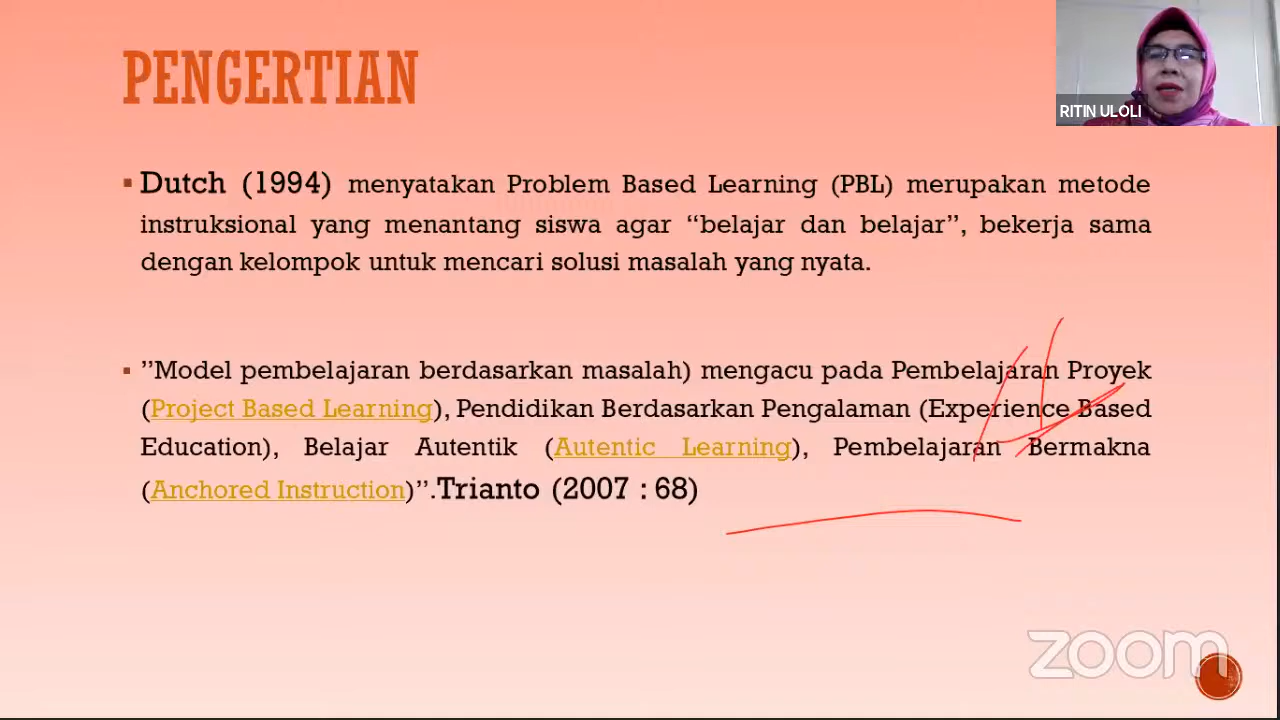 PENGERTIAN
RITIN ULOLI
▪ Dutch (1994) menyatakan Problem Based Learning (PBL) merupakan metode
instruksional yang menantang siswa agar “belajar dan belajar”, bekerja sama
dengan kelompok untuk mencari solusi masalah yang nyata.
▪ ”Model pembelajaran berdasarkan masalah) mengacu pada Pembelajaran Proyek
(Project Based Learning), Pendidikan Berdasarkan Pengalaman (Experience Based
Education), Belajar Autentik (Autentic Learning), Pembelajaran Bermakna
(Anchored Instruction)”.Trianto (2007 : 68)
zoom